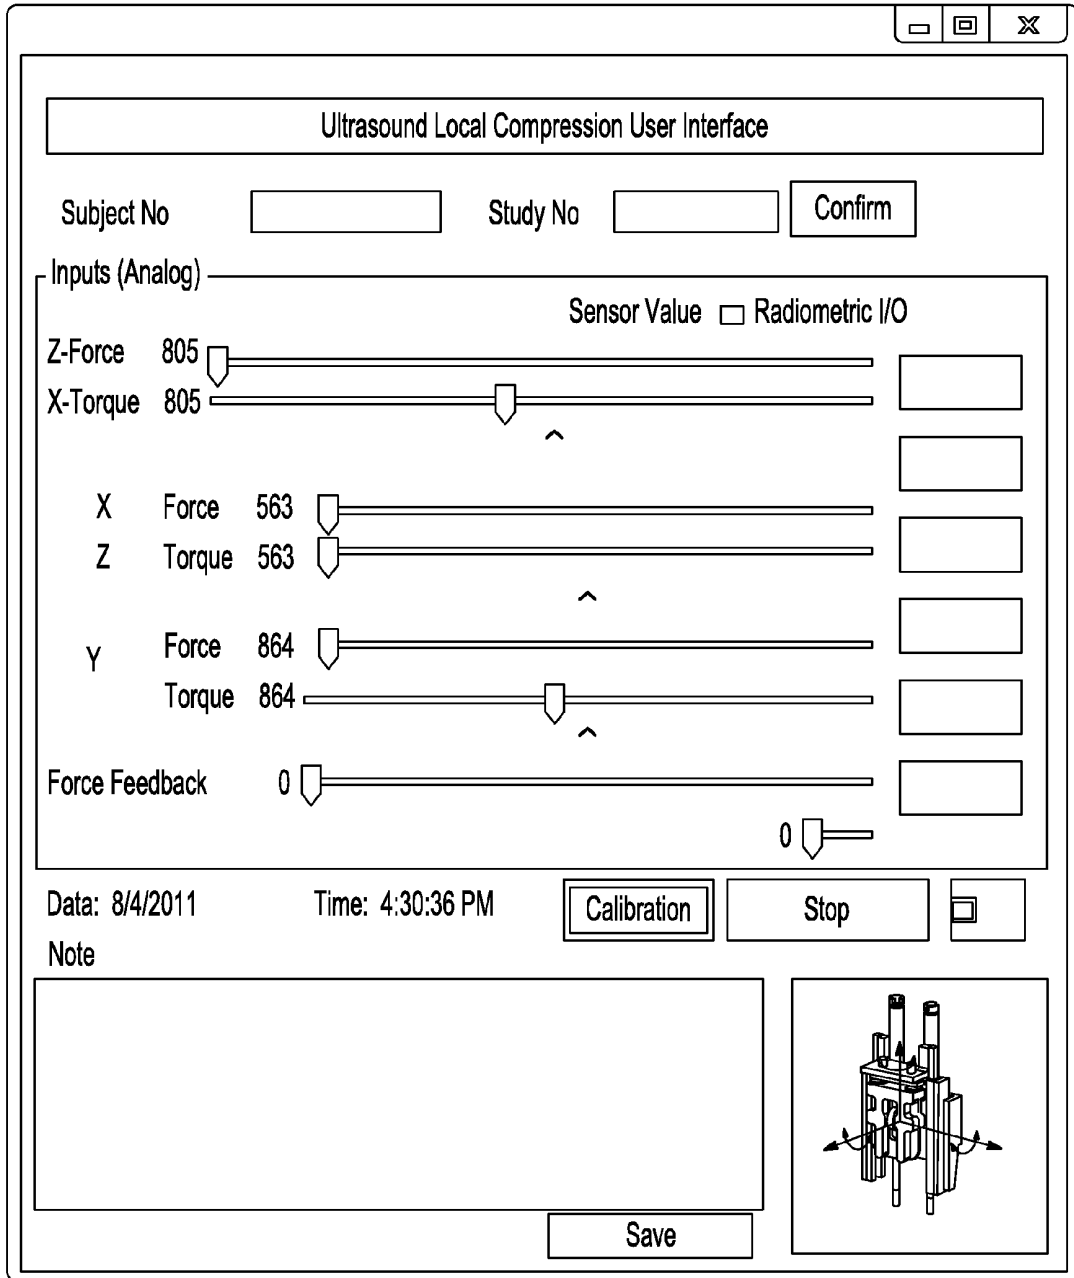 Ultrasound Local Compression User Interface
Subject No Study No Confirm
Inputs (Analog)
Sensor Value Radiometric I/O
Z-Force 805
X-Torque 805
X Force 563
Z Torque 563
Y Force 864
Torque 864
Force Feedback 0
0
Data: 8/4/2011 Time: 4:30:36 PM Calibration Stop
Note
Save